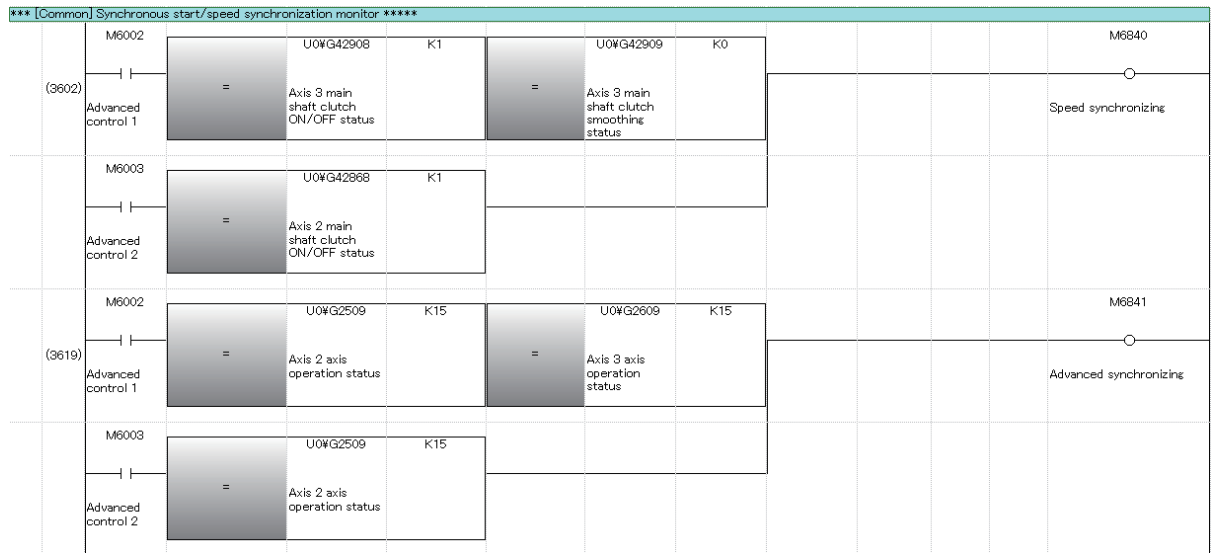 *** [Common] Synchronous start/speed synchronization monitor *****
M6002
U0¥G42908
K1
U0¥G42909
K0
M6840
(3602)
=
=
Advanced
control 1
Axis 3 main
shaft clutch
ON/OFF status
Axis 3 main
shaft clutch
smoothing
status
Speed synchronizing
M6003
U0¥G42868
K1
=
Advanced
control 2
Axis 2 main
shaft clutch
ON/OFF status
M6002
U0¥G2509
K15
U0¥G2609
K15
M6841
(3619)
=
=
Advanced
control 1
Axis 2 axis
operation status
Axis 3 axis
operation
status
Advanced synchronizing
M6003
U0¥G2509
K15
=
Advanced
control 2
Axis 2 axis
operation status